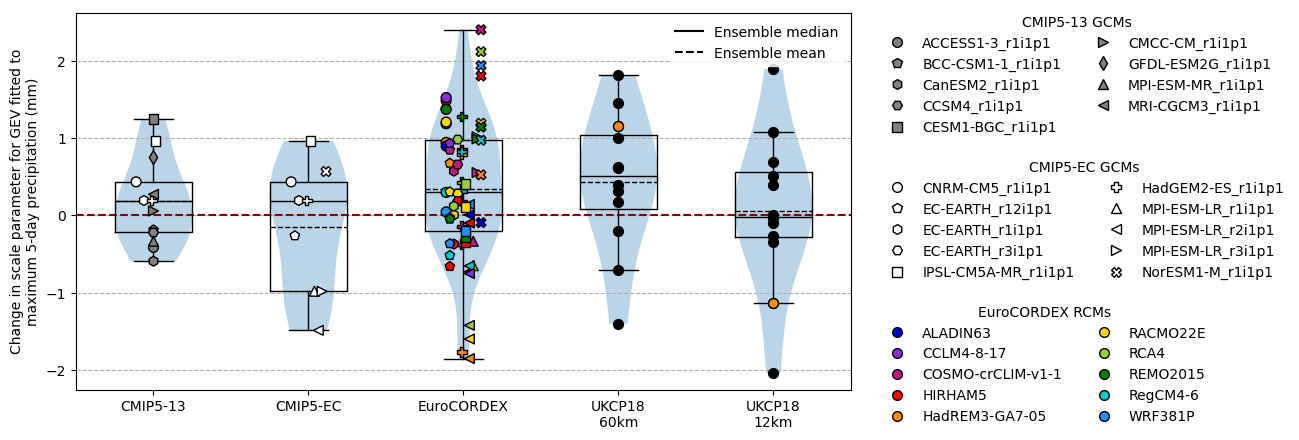 Change in scale parameter for GEV fitted to
maximum 5-day precipitation (mm)
2
1
0
−1
−2
Ensemble median
Ensemble mean
CMIP5-13
CMIP5-EC
EuroCORDEX
UKCP18
60km
UKCP18
12km
CMIP5-13 GCMs
ACCESS1-3_r1i1p1
BCC-CSM1-1_r1i1p1
CanESM2_r1i1p1
CCSM4_r1i1p1
CESM1-BGC_r1i1p1
CMCC-CM_r1i1p1
GFDL-ESM2G_r1i1p1
MPI-ESM-MR_r1i1p1
MRI-CGCM3_r1i1p1
CMIP5-EC GCMs
CNRM-CM5_r1i1p1
EC-EARTH_r12i1p1
EC-EARTH_r1i1p1
EC-EARTH_r3i1p1
IPSL-CM5A-MR_r1i1p1
HadGEM2-ES_r1i1p1
MPI-ESM-LR_r1i1p1
MPI-ESM-LR_r2i1p1
MPI-ESM-LR_r3i1p1
NorESM1-M_r1i1p1
EuroCORDEX RCMs
ALADIN63
CCLM4-8-17
COSMO-crCLIM-v1-1
HIRHAM5
HadREM3-GA7-05
RACMO22E
RCA4
REMO2015
RegCM4-6
WRF381P